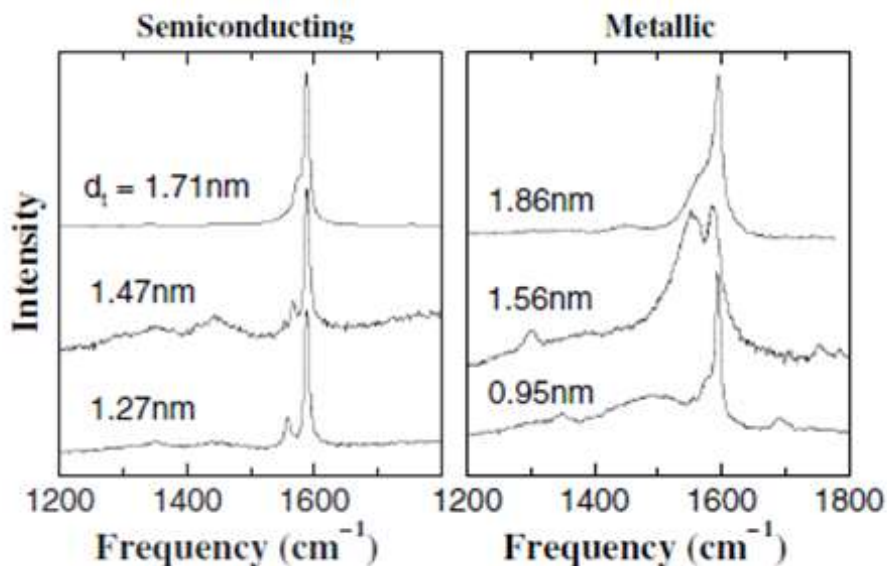 Semiconducting
Metallic
Intensity
dt = 1.71nm
1.47nm
1.27nm
1.86nm
1.56nm
0.95nm
1200 1400 1600
1200 1400 1600 1800
Frequency (cm⁻¹)
Frequency (cm⁻¹)